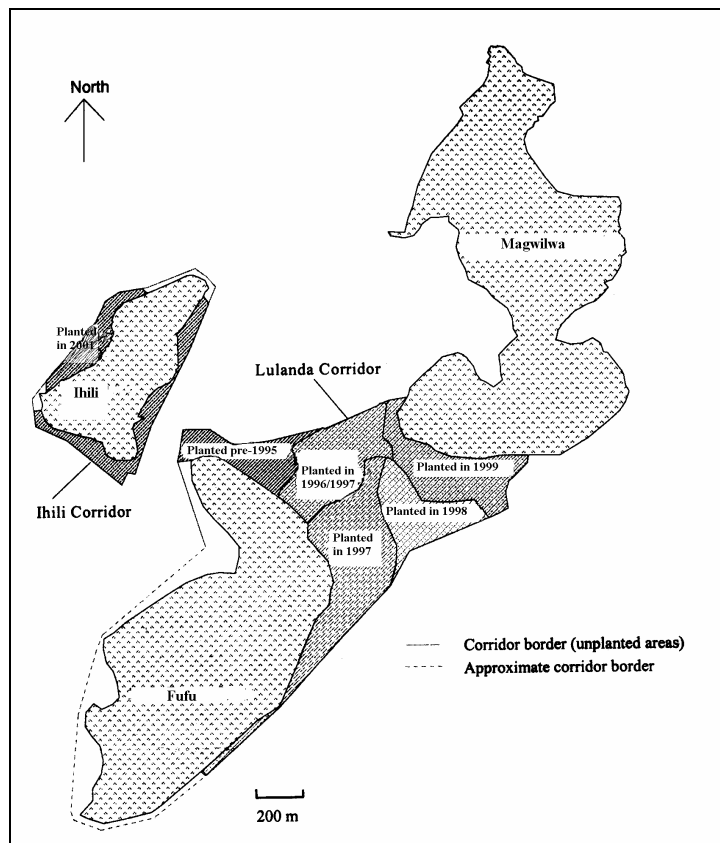 North
Magwilwa
Planted
in 2001
Ihili
Lulanda Corridor
Planted pre-1995
Planted in
1996/1997
Planted in 1999
Ihili Corridor
Planted in 1998
Planted
in 1997
Corridor border (unplanted areas)
Approximate corridor border
Fufu
200 m